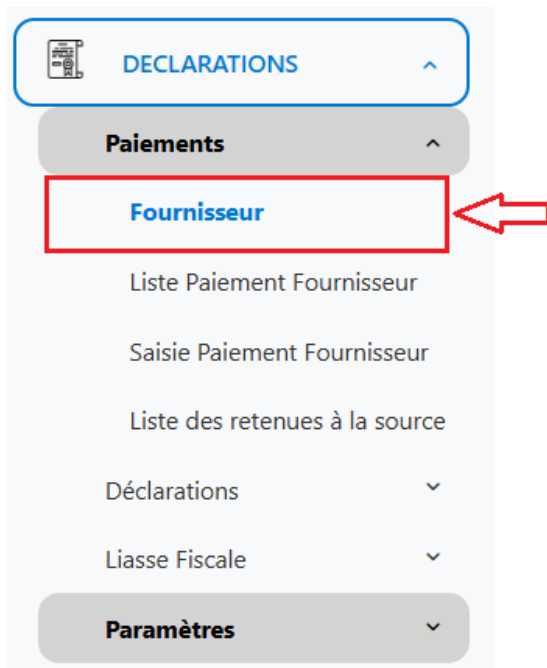 DECLARATIONS
Paiements
Fournisseur
Liste Paiement Fournisseur
Saisie Paiement Fournisseur
Liste des retenues à la source
Déclarations
Liasse Fiscale
Paramètres